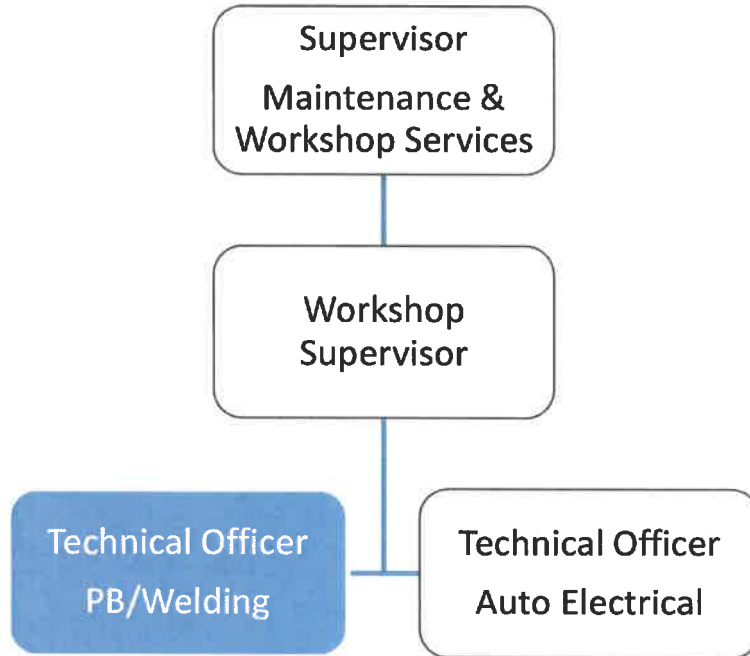 Supervisor
Maintenance &
Workshop Services
Workshop
Supervisor
Technical Officer
PB/Welding
Technical Officer
Auto Electrical